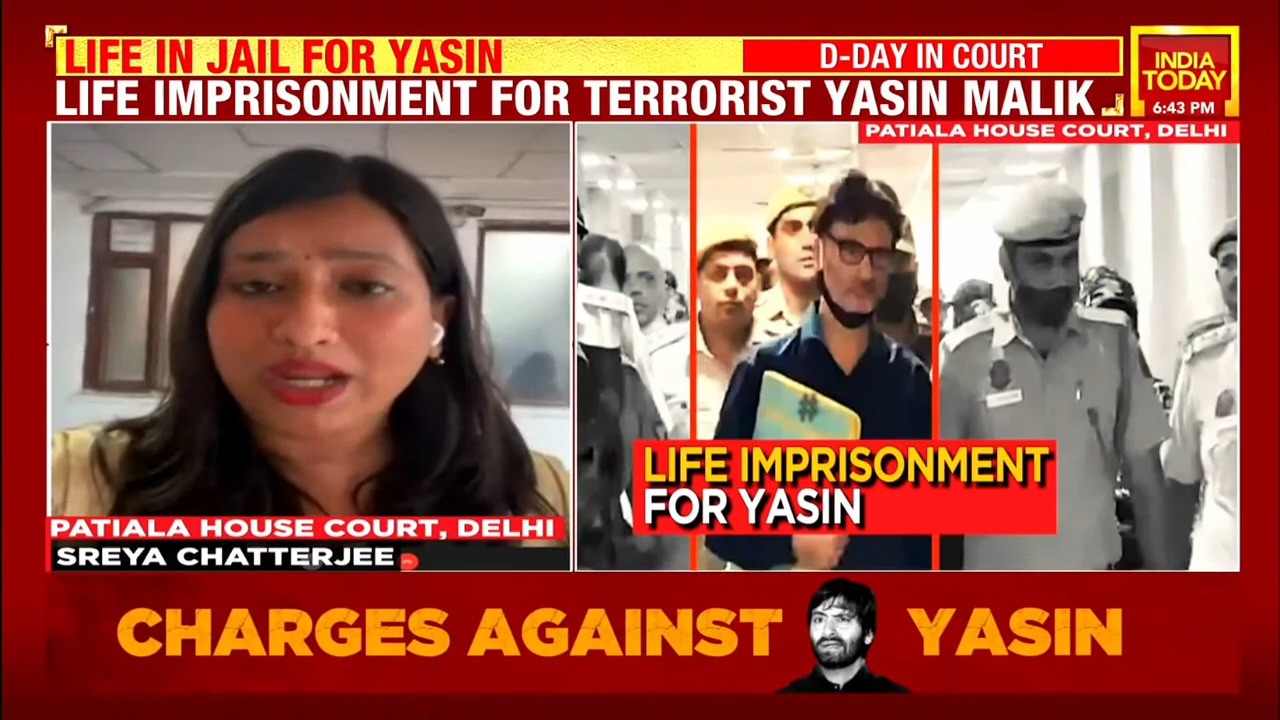 LIFE IN JAIL FOR YASIN
D-DAY IN COURT
LIFE IMPRISONMENT FOR TERRORIST YASIN MALIK
INDIA
TODAY
6:43 PM
PATIALA HOUSE COURT, DELHI
#
LIFE IMPRISONMENT
FOR YASIN
PATIALA HOUSE COURT, DELHI
SREYA CHATTERJEE
CHARGES AGAINST YASIN